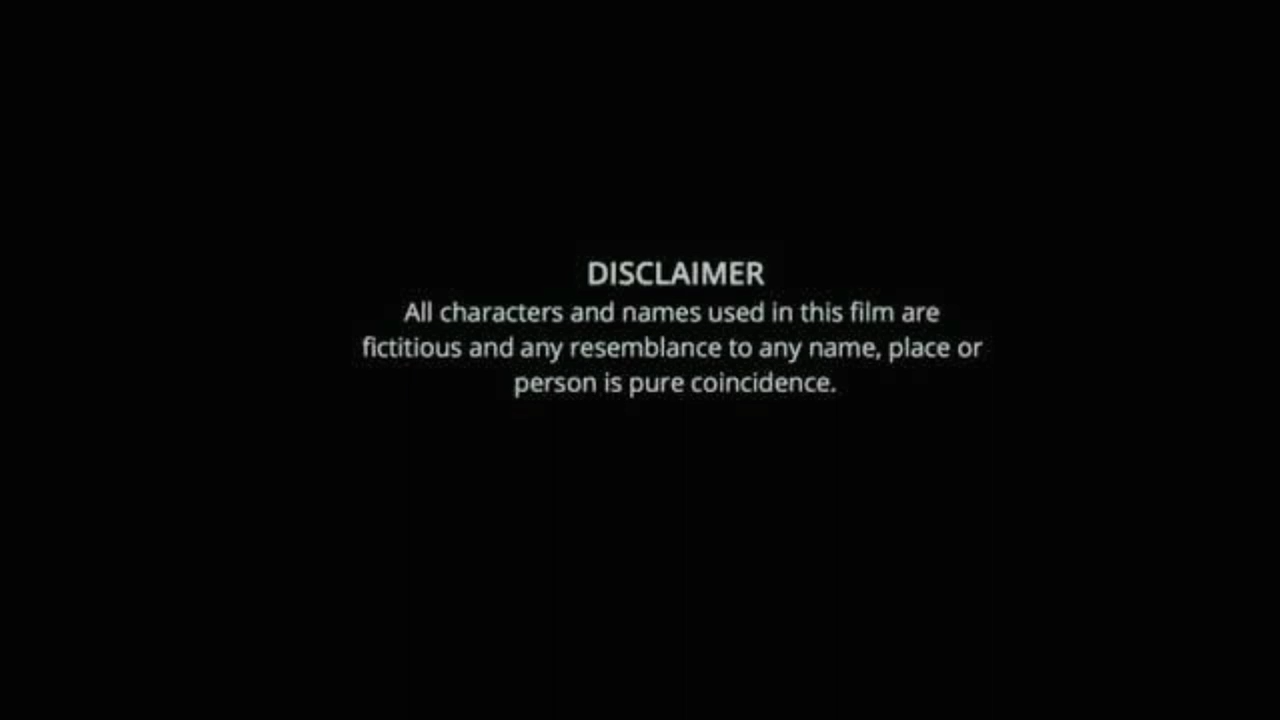 DISCLAIMER
All characters and names used in this film are
fictitious and any resemblance to any name, place or
person is pure coincidence.